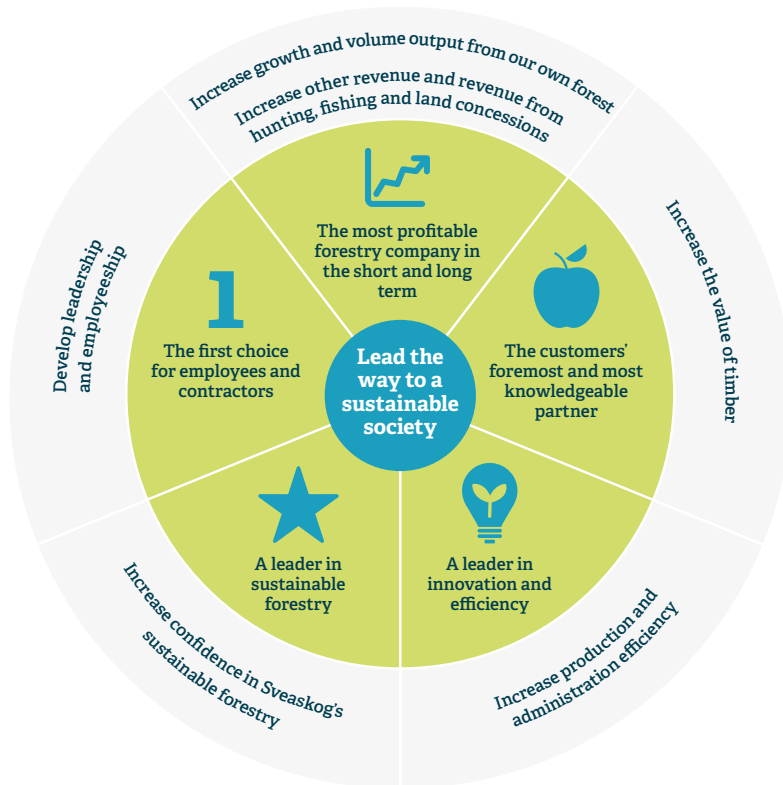 Increase growth and volume output from our own forest
Increase other revenue and revenue from
hunting, fishing and land concessions
The most profitable
forestry company in
the short and long
term
Increase the value of timber
The customers’
foremost and most
knowledgeable
partner
Increase production and
administration efficiency
A leader in
innovation and
efficiency
Increase confidence in Sveaskog’s
sustainable forestry
A leader in
sustainable
forestry
Develop leadership
and employeeship
1
The first choice
for employees and
contractors
Lead the
way to a
sustainable
society